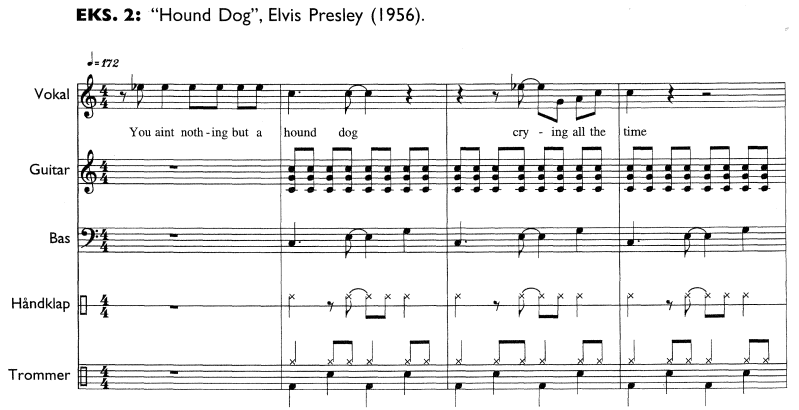 EKS. 2: “Hound Dog”, Elvis Presley (1956).
♩=172
Vokal
You aint noth-ing but a hound dog cry - ing all the time
Guitar
Bas
Håndklap
Trommer